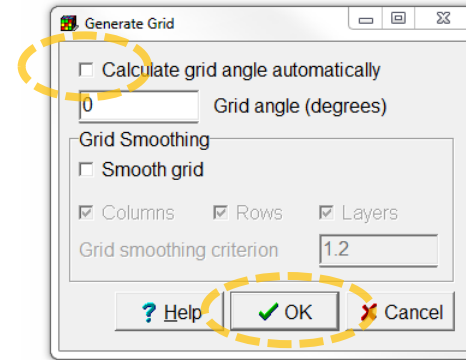 Generate Grid
Calculate grid angle automatically
0 Grid angle (degrees)
Grid Smoothing
Smooth grid
Columns Rows Layers
Grid smoothing criterion 1.2
? Help OK Cancel